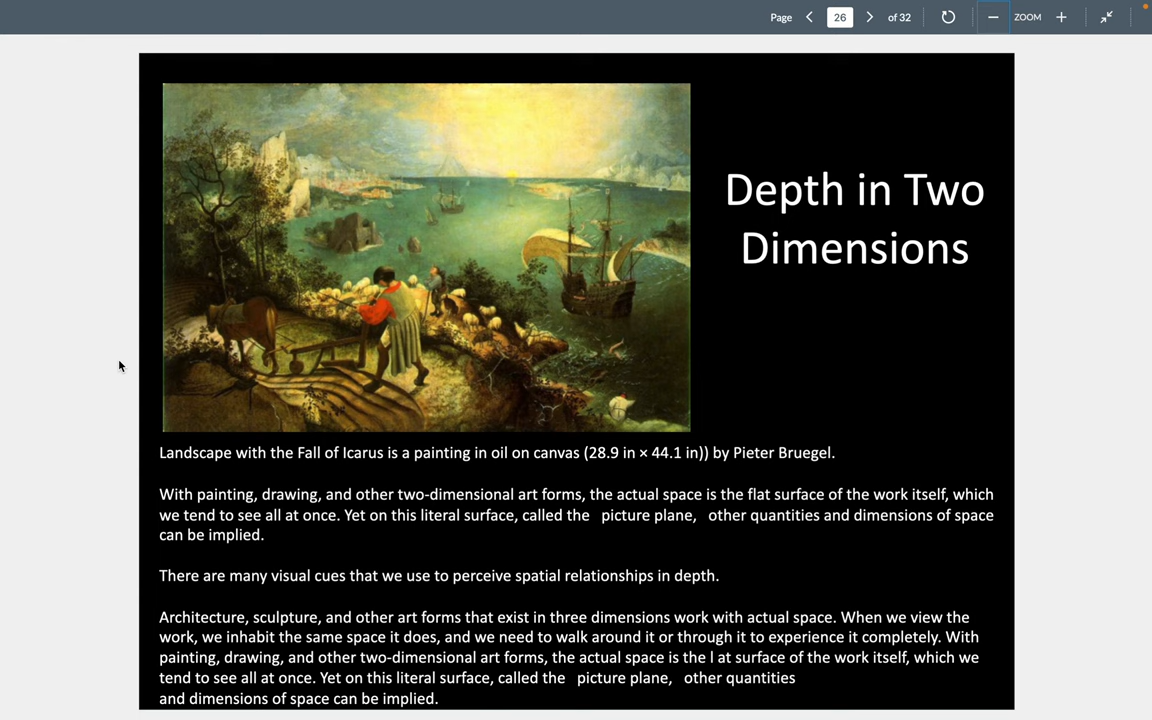 Page 26 of 32 ZOOM
Depth in Two
Dimensions
Landscape with the Fall of Icarus is a painting in oil on canvas (28.9 in × 44.1 in)) by Pieter Bruegel.
With painting, drawing, and other two-dimensional art forms, the actual space is the flat surface of the work itself, which
we tend to see all at once. Yet on this literal surface, called the picture plane, other quantities and dimensions of space
can be implied.
There are many visual cues that we use to perceive spatial relationships in depth.
Architecture, sculpture, and other art forms that exist in three dimensions work with actual space. When we view the
work, we inhabit the same space it does, and we need to walk around it or through it to experience it completely. With
painting, drawing, and other two-dimensional art forms, the actual space is the l at surface of the work itself, which we
tend to see all at once. Yet on this literal surface, called the picture plane, other quantities
and dimensions of space can be implied.